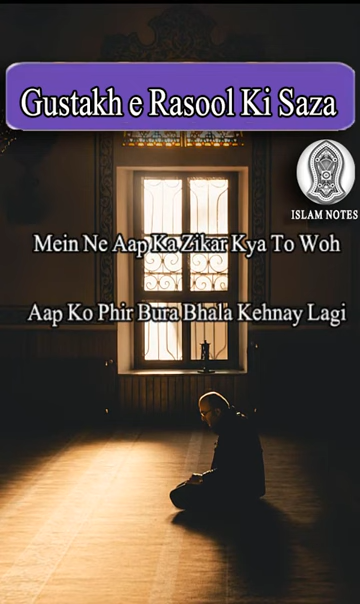 Gustakh e Rasool Ki Saza
ISLAM NOTES
Mein Ne Aap Ka Zikar Kya To Woh
Aap Ko Phir Bura Bhala Kehnay Lagi